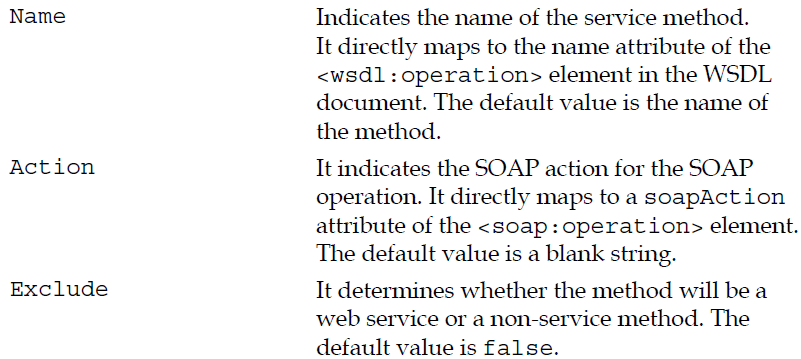 Name Indicates the name of the service method.
It directly maps to the name attribute of the
<wsdl:operation> element in the WSDL
document. The default value is the name of
the method.
Action It indicates the SOAP action for the SOAP
operation. It directly maps to a soapAction
attribute of the <soap:operation> element.
The default value is a blank string.
Exclude It determines whether the method will be a
web service or a non-service method. The
default value is false.